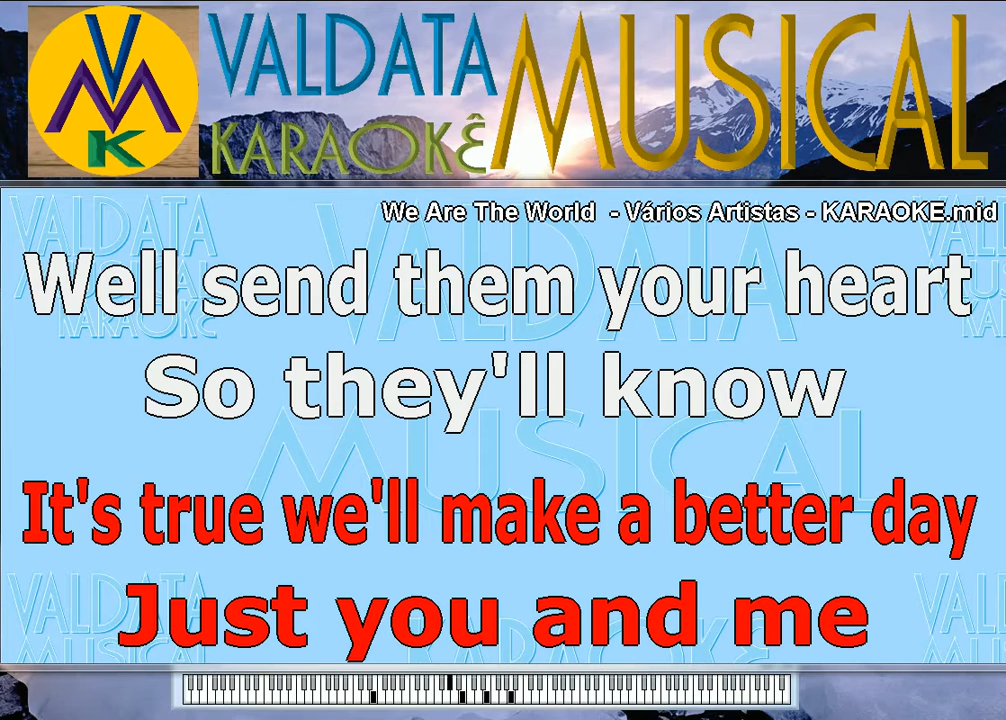 VMK
VALDATA
KARAOKÊ
MUSICAL
We Are The World - Vários Artistas - KARAOKE.mid
Well send them your heart
So they'll know
It's true we'll make a better day
Just you and me